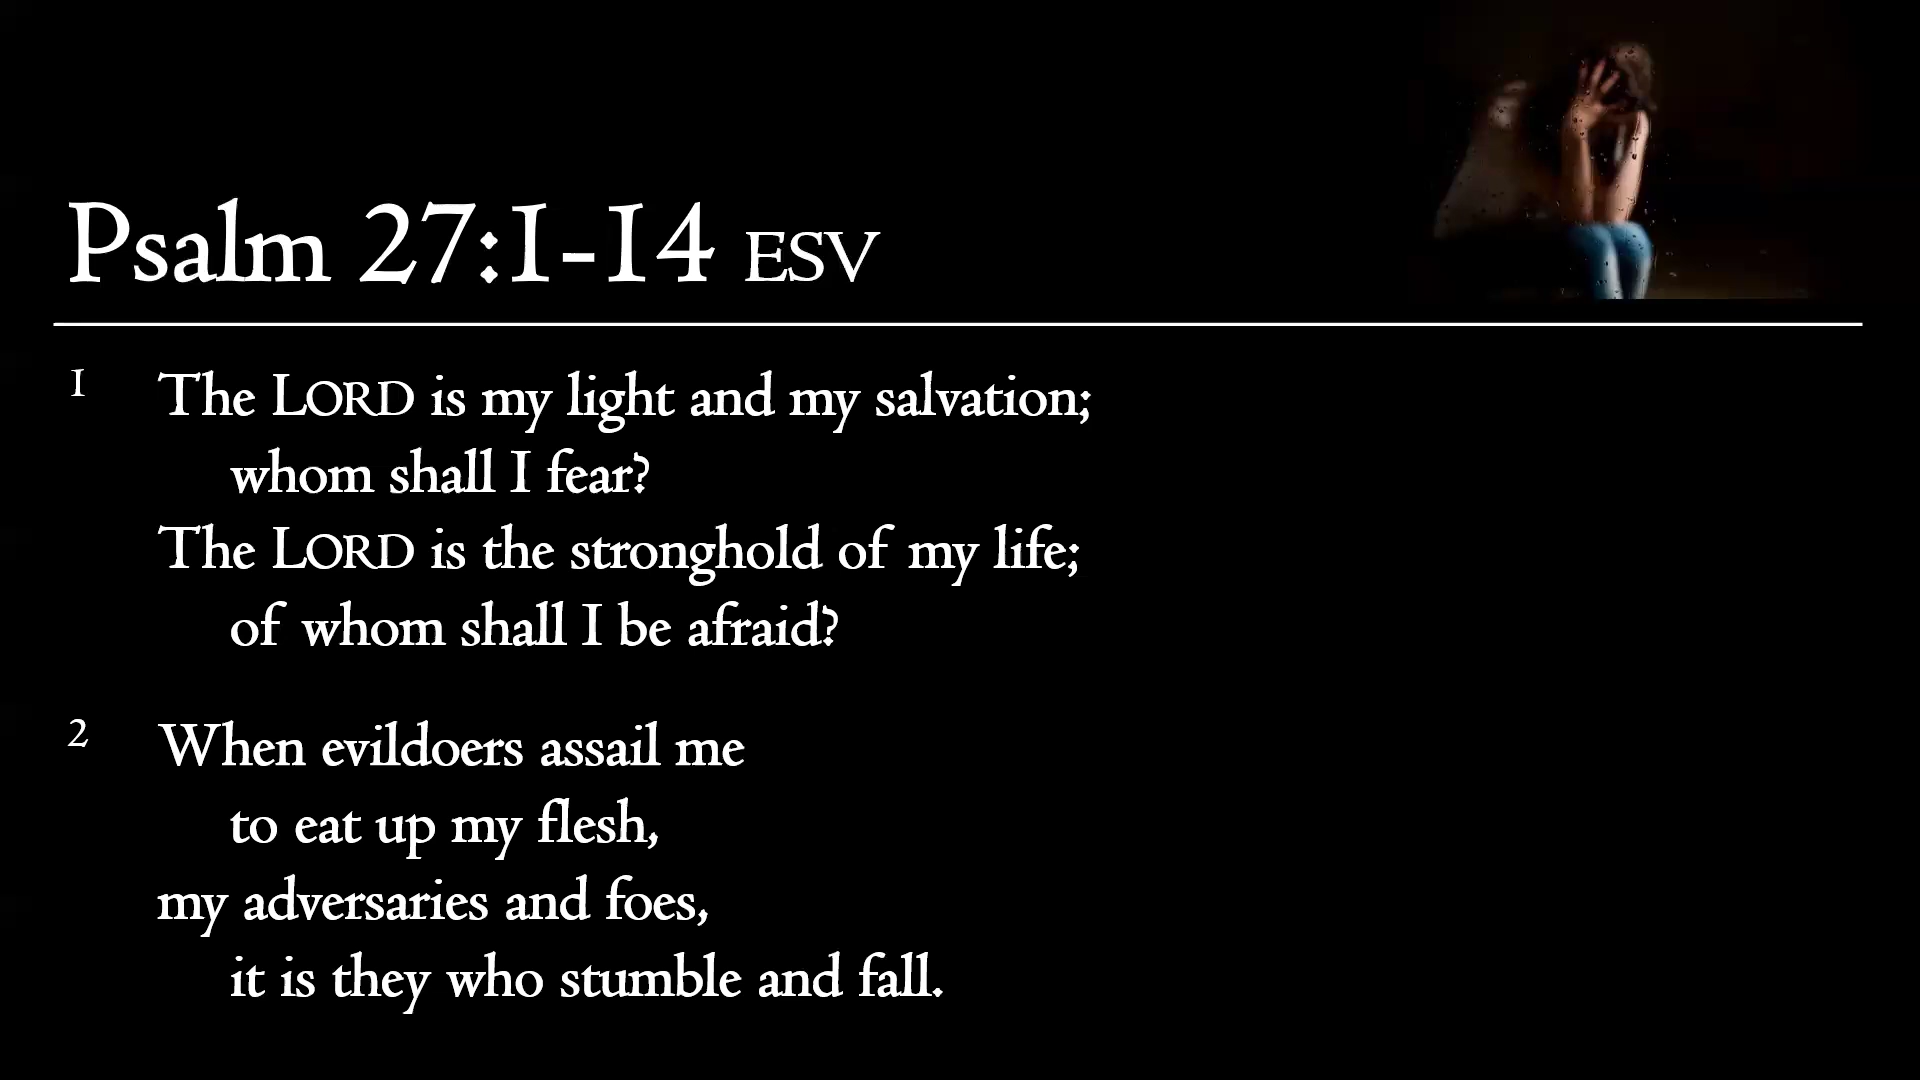 Psalm 27:1-14 ESV
1 The LORD is my light and my salvation;
whom shall I fear?
The LORD is the stronghold of my life;
of whom shall I be afraid?
2 When evildoers assail me
to eat up my flesh,
my adversaries and foes,
it is they who stumble and fall.